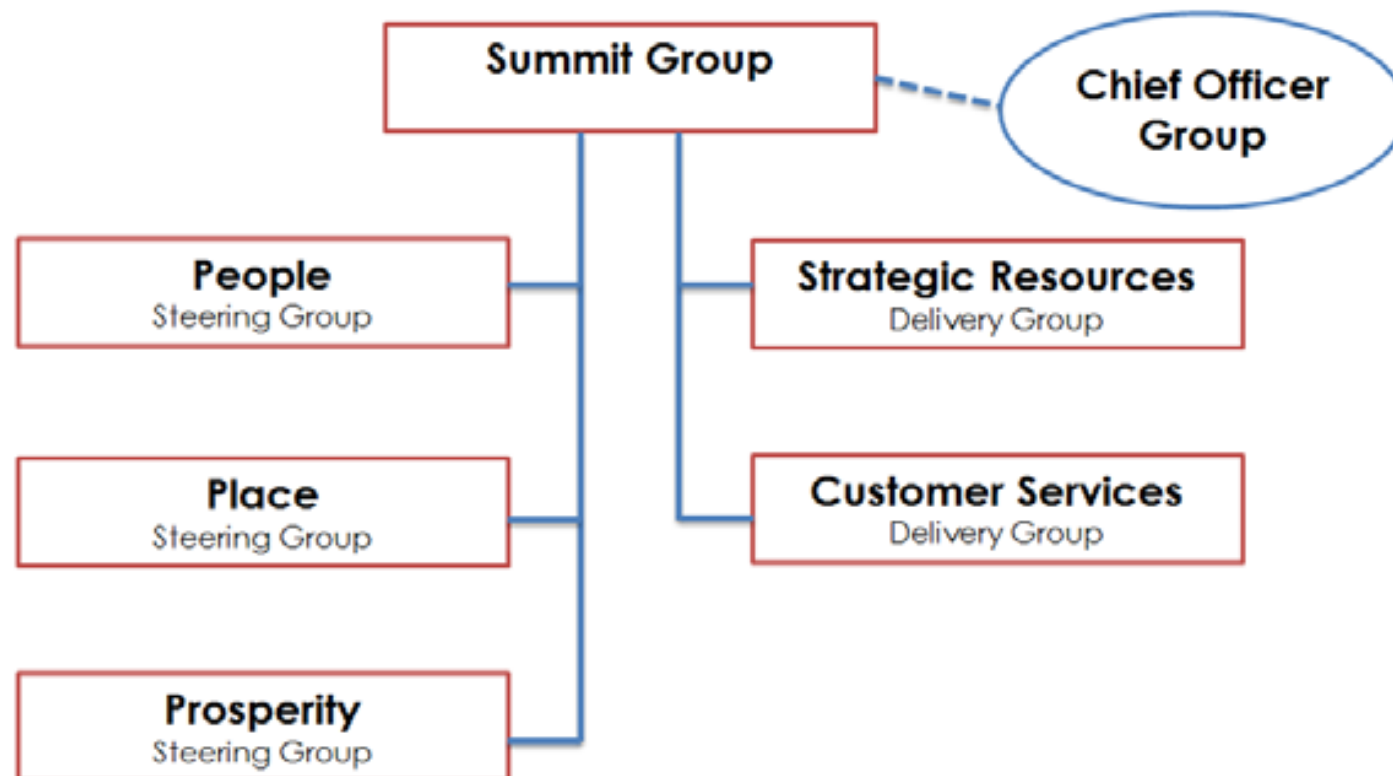 Summit Group
Chief Officer
Group
People
Steering Group
Strategic Resources
Delivery Group
Place
Steering Group
Customer Services
Delivery Group
Prosperity
Steering Group